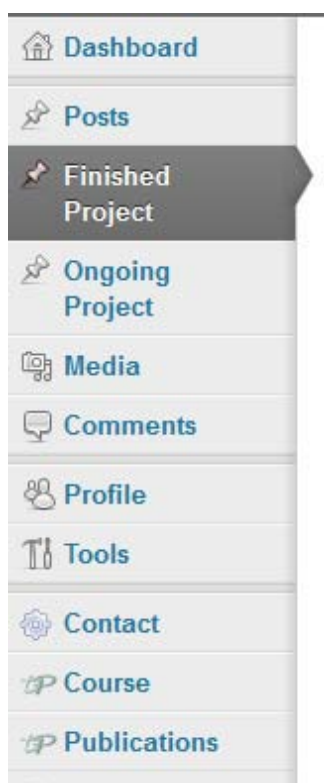 Dashboard
Posts
Finished
Project
Ongoing
Project
Media
Comments
Profile
Tools
Contact
Course
Publications